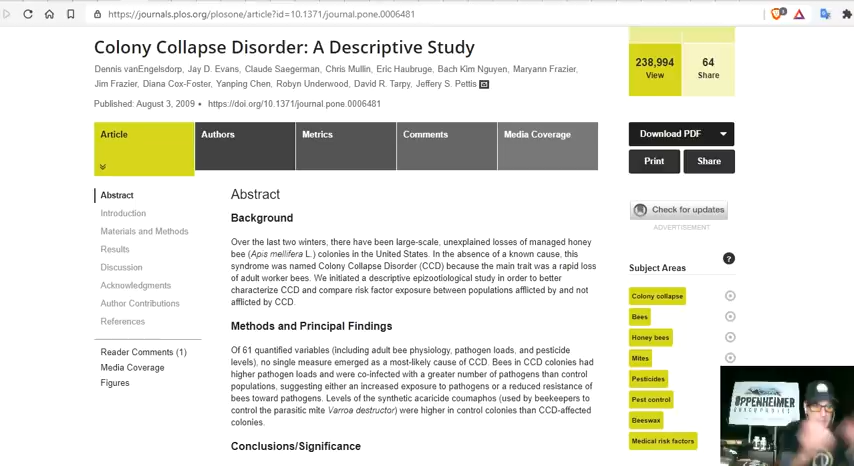 https://journals.plos.org/plosone/article?id=10.1371/journal.pone.0006481
Colony Collapse Disorder: A Descriptive Study
Dennis vanEngelsdorp, Jay D. Evans, Claude Saegerman, Chris Mullin, Eric Haubruge, Bach Kim Nguyen, Maryann Frazier,
Jim Frazier, Diana Cox-Foster, Yanping Chen, Robyn Underwood, David R. Tarpy, Jeffery S. Pettis
Published: August 3, 2009 • https://doi.org/10.1371/journal.pone.0006481
238,994
View
64
Share
Article
Authors
Metrics
Comments
Media Coverage
Download PDF
Print
Share
Check for updates
ADVERTISEMENT
Abstract
Introduction
Materials and Methods
Results
Discussion
Acknowledgments
Author Contributions
References
Reader Comments (1)
Media Coverage
Figures
Abstract
Background
Over the last two winters, there have been large-scale, unexplained losses of managed honey
bee (Apis mellifera L.) colonies in the United States. In the absence of a known cause, this
syndrome was named Colony Collapse Disorder (CCD) because the main trait was a rapid loss
of adult worker bees. We initiated a descriptive epizootiological study in order to better
characterize CCD and compare risk factor exposure between populations afflicted by and not
afflicted by CCD.
Methods and Principal Findings
Of 61 quantified variables (including adult bee physiology, pathogen loads, and pesticide
levels), no single measure emerged as a most-likely cause of CCD. Bees in CCD colonies had
higher pathogen loads and were co-infected with a greater number of pathogens than control
populations, suggesting either an increased exposure to pathogens or a reduced resistance of
bees toward pathogens. Levels of the synthetic acaricide coumaphos (used by beekeepers to
control the parasitic mite Varroa destructor) were higher in control colonies than CCD-affected
colonies.
Conclusions/Significance
?
Subject Areas
Colony collapse
Bees
Honey bees
Mites
Pesticides
Pest control
Beeswax
Medical risk factors
OPPENHEIMER